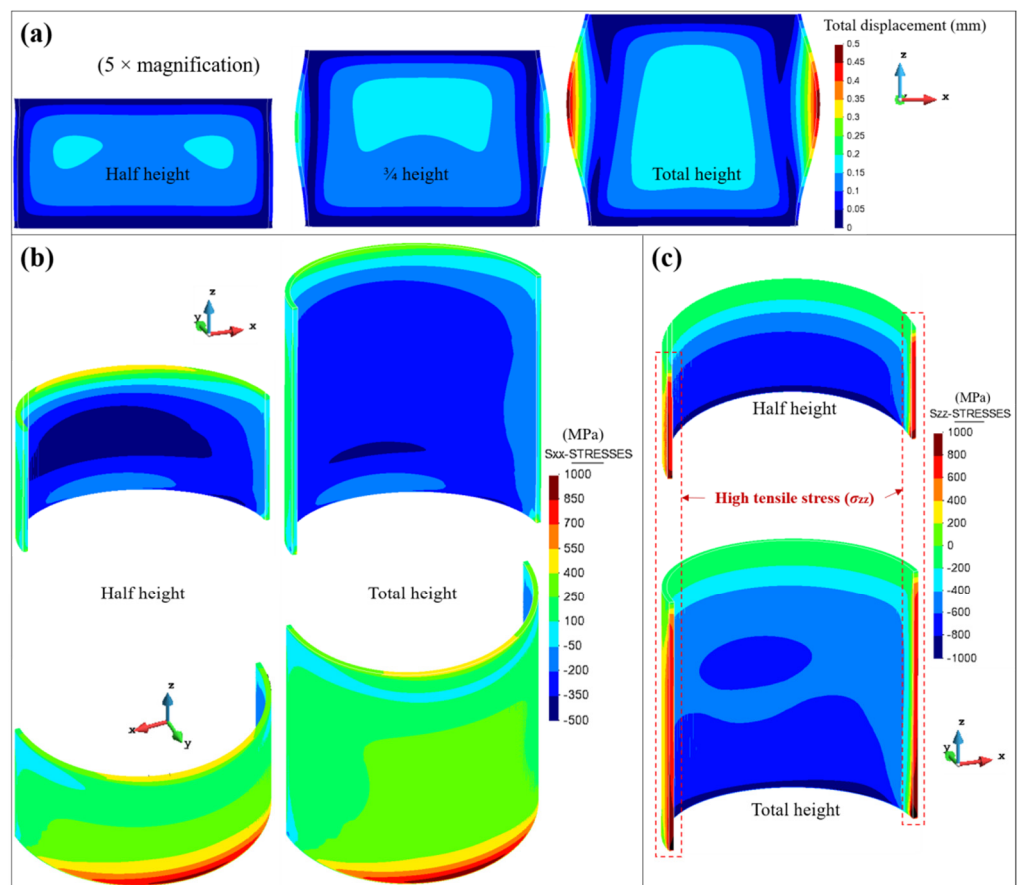 (a)
(5 × magnification)
Half height
¾ height
Total height
Total displacement (mm)
0.5
0.45
0.4
0.35
0.3
0.25
0.2
0.15
0.1
0.05
0
z
x
(b)
z
y
x
Half height
Total height
(MPa)
Sxx-STRESSES
1000
850
700
550
400
250
100
-50
-200
-350
-500
z
x
y
(c)
Half height
High tensile stress (σzz)
Total height
(MPa)
Szz-STRESSES
1000
800
600
400
200
0
-200
-400
-600
-800
-1000
z
y
x